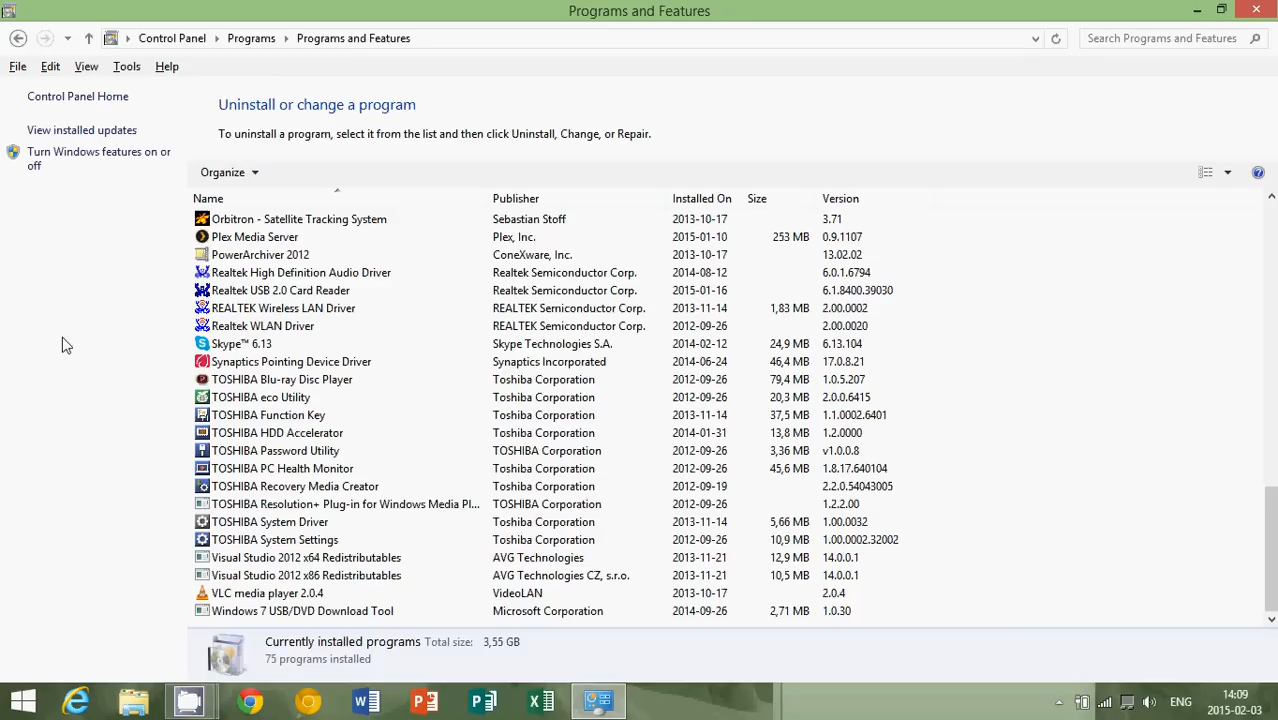 Programs and Features
Control Panel Programs Programs and Features Search Programs and Features
File Edit View Tools Help
Control Panel Home
View installed updates
Turn Windows features on or
off
Uninstall or change a program
To uninstall a program, select it from the list and then click Uninstall, Change, or Repair.
Organize
Name Publisher Installed On Size Version
Orbitron - Satellite Tracking System Sebastian Stoff 2013-10-17 3.71
Plex Media Server Plex, Inc. 2015-01-10 253 MB 0.9.1107
PowerArchiver 2012 ConeXware, Inc. 2013-10-17 13.02.02
Realtek High Definition Audio Driver Realtek Semiconductor Corp. 2014-08-12 6.0.1.6794
Realtek USB 2.0 Card Reader Realtek Semiconductor Corp. 2015-01-16 6.1.8400.39030
REALTEK Wireless LAN Driver REALTEK Semiconductor Corp. 2013-11-14 1,83 MB 2.00.0002
Realtek WLAN Driver REALTEK Semiconductor Corp. 2012-09-26 2.00.0020
Skype™ 6.13 Skype Technologies S.A. 2014-02-12 24,9 MB 6.13.104
Synaptics Pointing Device Driver Synaptics Incorporated 2014-06-24 46,4 MB 17.0.8.21
TOSHIBA Blu-ray Disc Player Toshiba Corporation 2012-09-26 79,4 MB 1.0.5.207
TOSHIBA eco Utility Toshiba Corporation 2012-09-26 20,3 MB 2.0.0.6415
TOSHIBA Function Key Toshiba Corporation 2013-11-14 37,5 MB 1.1.0002.6401
TOSHIBA HDD Accelerator Toshiba Corporation 2014-01-31 13,8 MB 1.2.0000
TOSHIBA Password Utility TOSHIBA Corporation 2012-09-26 3,36 MB v1.0.0.8
TOSHIBA PC Health Monitor Toshiba Corporation 2012-09-26 45,6 MB 1.8.17.640104
TOSHIBA Recovery Media Creator Toshiba Corporation 2012-09-19 2.2.0.54043005
TOSHIBA Resolution+ Plug-in for Windows Media Pl... TOSHIBA Corporation 2012-09-26 1.2.2.00
TOSHIBA System Driver Toshiba Corporation 2013-11-14 5,66 MB 1.00.0032
TOSHIBA System Settings Toshiba Corporation 2012-09-26 10,9 MB 1.00.0002.32002
Visual Studio 2012 x64 Redistributables AVG Technologies 2013-11-21 12,9 MB 14.0.0.1
Visual Studio 2012 x86 Redistributables AVG Technologies CZ, s.r.o. 2013-11-21 10,5 MB 14.0.0.1
VLC media player 2.0.4 VideoLAN 2013-10-17 2.0.4
Windows 7 USB/DVD Download Tool Microsoft Corporation 2014-09-26 2,71 MB 1.0.30
Currently installed programs Total size: 3,55 GB
75 programs installed
ENG 14:09
2015-02-03